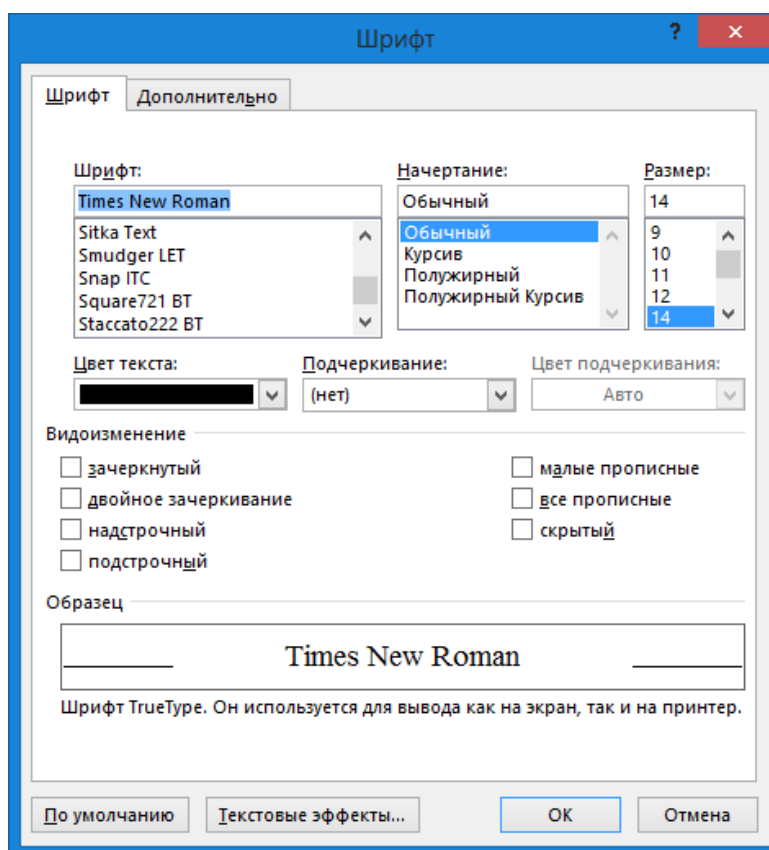 Шрифт ?
Шрифт Дополнительно
Шрифт: Начертание: Размер:
Times New Roman Обычный 14
Sitka Text Обычный 9
Smudger LET Курсив 10
Snap ITC Полужирный 11
Square721 BT Полужирный Курсив 12
Staccato222 BT 14
Цвет текста: Подчеркивание: Цвет подчеркивания:
(нет) Авто
Видоизменение
зачеркнутый малые прописные
двойное зачеркивание все прописные
надстрочный скрытый
подстрочный
Образец
Times New Roman
Шрифт TrueType. Он используется для вывода как на экран, так и на принтер.
По умолчанию Текстовые эффекты... ОК Отмена